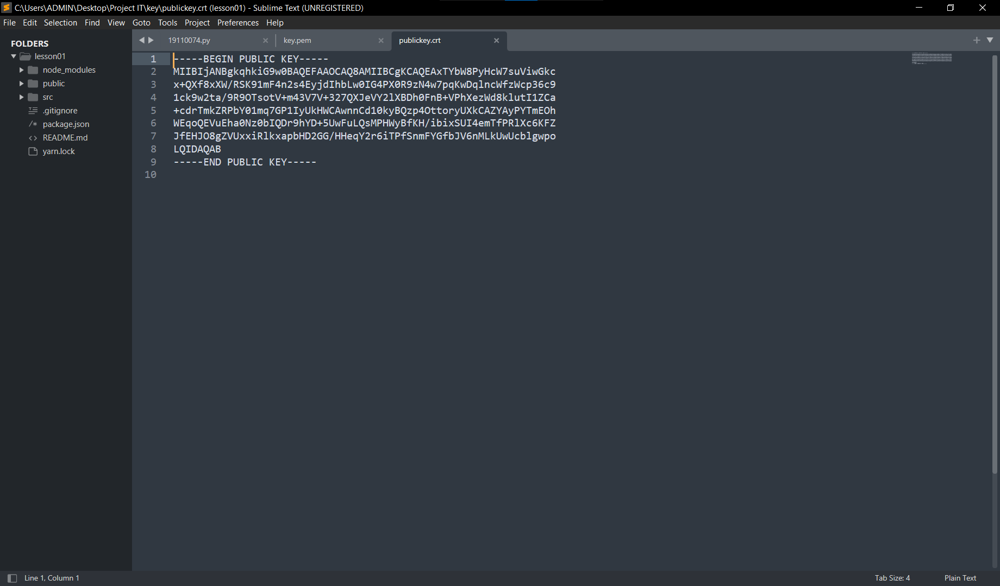 C:\Users\ADMIN\Desktop\Project IT\key\publickey.crt (lesson01) - Sublime Text (UNREGISTERED)
File Edit Selection Find View Goto Tools Project Preferences Help
FOLDERS
lesson01
node_modules
public
src
.gitignore
package.json
README.md
yarn.lock
19110074.py
key.pem
publickey.crt
1 -----BEGIN PUBLIC KEY-----
2 MIIBIjANBgkqhkiG9w0BAQEFAAOCAQ8AMIIBCgKCAQEAxTYbW8PyHcW7suViwGkc
3 x+QXf8xXW/RSK91mF4n2s4EyjdIhbLw0IG4PX0R9zN4w7pqKwDqlncWfzWcp36c9
4 1ck9w2ta/9R9OTsotV+m43V7V+327QXJeVY2lXBDh0FnB+VPhXezWd8klutI1ZCa
5 +cdrTmkZRPbY01mq7GP1IyUkHWCAwnnCd10kyBQzp4OttoryUXkCAZYAyPYTmEOh
6 WEqoQEVuEha0Nz0bIQDr9hYD+5UwFuLQsMPHWyBfKH/ibixSUI4emTfPRlXc6KFZ
7 JfEHJO8gZVUxxiRlkxapbHD2GG/HHeqY2r6iTPfSnmFYGfbJV6nMLkUwUcblgwpo
8 LQIDAQAB
9 -----END PUBLIC KEY-----
10
Line 1, Column 1
Tab Size: 4
Plain Text